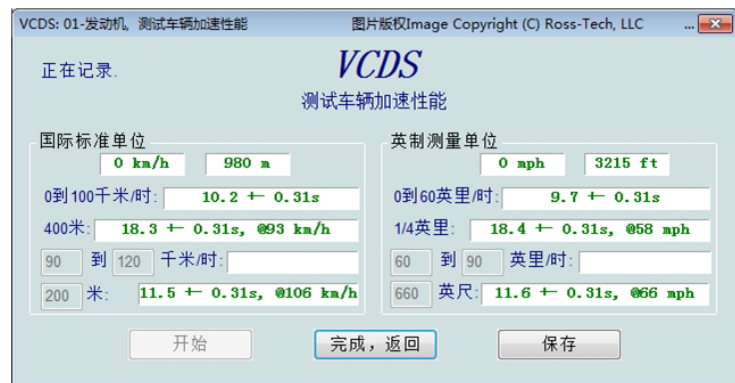 VCDS: 01-发动机, 测试车辆加速性能 图片版权Image Copyright (C) Ross-Tech, LLC ...
正在记录.
VCDS
测试车辆加速性能
国际标准单位
0 km/h 980 m
0到100千米/时: 10.2 +- 0.31s
400米: 18.3 +- 0.31s, @93 km/h
90 到 120 千米/时:
200 米: 11.5 +- 0.31s, @106 km/h
英制测量单位
0 mph 3215 ft
0到60英里/时: 9.7 +- 0.31s
1/4英里: 18.4 +- 0.31s, @58 mph
60 到 90 英里/时:
660 英尺: 11.6 +- 0.31s, @66 mph
开始 完成，返回 保存